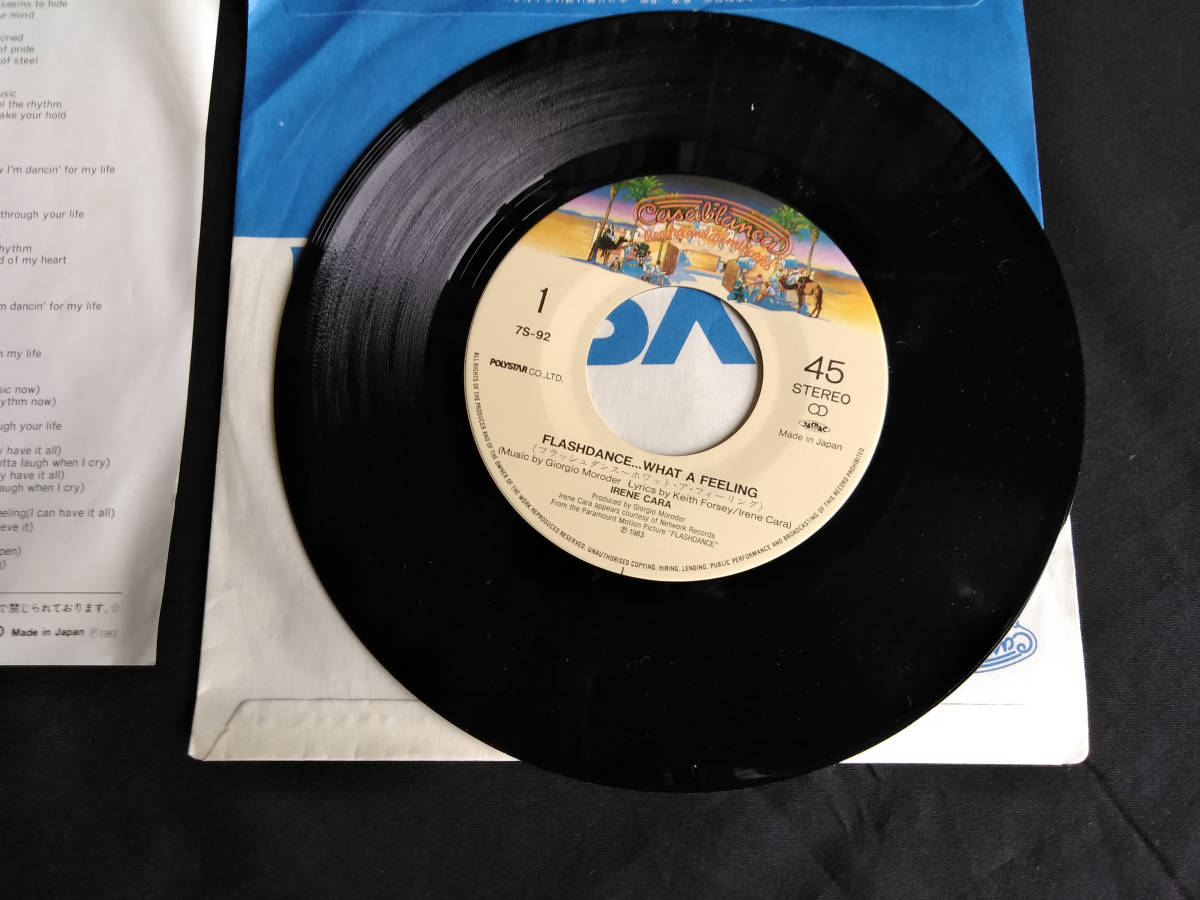 seems to hide
ur mind
cried
of pride
of steel
usic
el the rhythm
ake your hold
w I'm dancin' for my life
through your life
hythm
d of my heart
m dancin' for my life
n my life
sic now)
ythm now)
ugh your life
y have it all)
otta laugh when I cry)
y have it all)
augh when I cry)
eeling(I can have it all)
eve it)
pen)
で禁じられております。☆
Made in Japan ℗1983
Casablanca
Record and FilmWorks
1
7S-92
POLYSTAR CO.,LTD.
45
STEREO
Made in Japan
FLASHDANCE...WHAT A FEELING
(フラッシュダンス～ホワット・ア・フィーリング)
(Music by Giorgio Moroder Lyrics by Keith Forsey/Irene Cara)
IRENE CARA
Produced by Giorgio Moroder
Irene Cara appears courtesy of Network Records
From the Paramount Motion Picture "FLASHDANCE"
℗1983
ALL RIGHTS OF THE PRODUCER AND OF THE OWNER OF THE WORK REPRODUCED RESERVED. UNAUTHORISED COPYING, HIRING, LENDING, PUBLIC PERFORMANCE AND BROADCASTING OF THIS RECORD PROHIBITED.